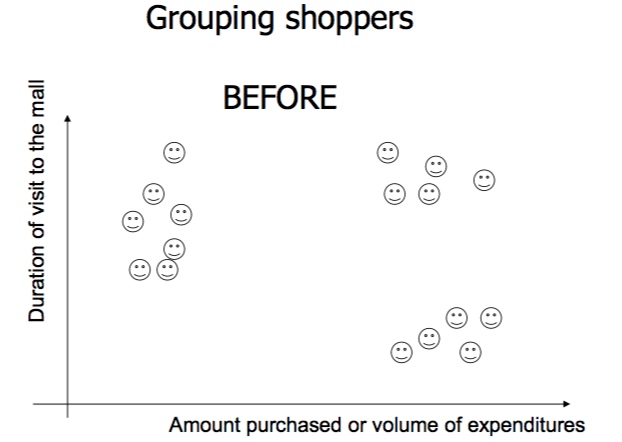 Grouping shoppers
BEFORE
Duration of visit to the mall
Amount purchased or volume of expenditures